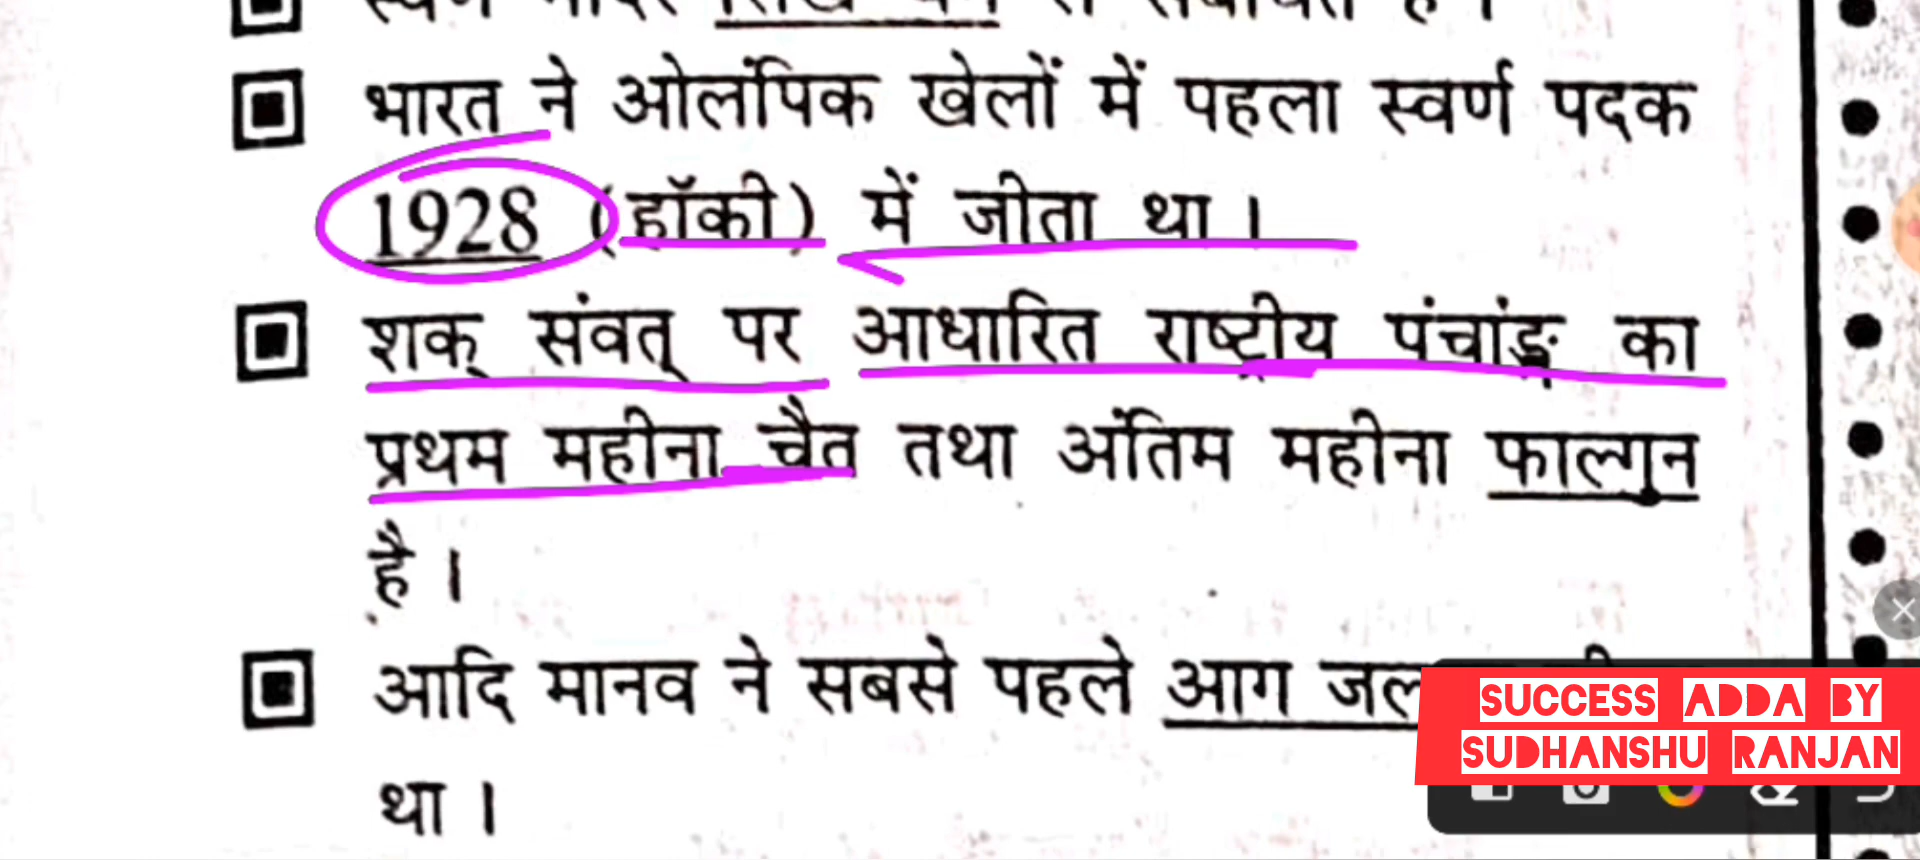 भारत ने ओलंपिक खेलों में पहला स्वर्ण पदक
1928 (हॉकी) में जीता था।
शक् संवत् पर आधारित राष्ट्रीय पंचांङ्ग का
प्रथम महीना चैत तथा अंतिम महीना फाल्गुन
है।
आदि मानव ने सबसे पहले आग
था।
SUCCESS ADDA BY
SUDHANSHU RANJAN